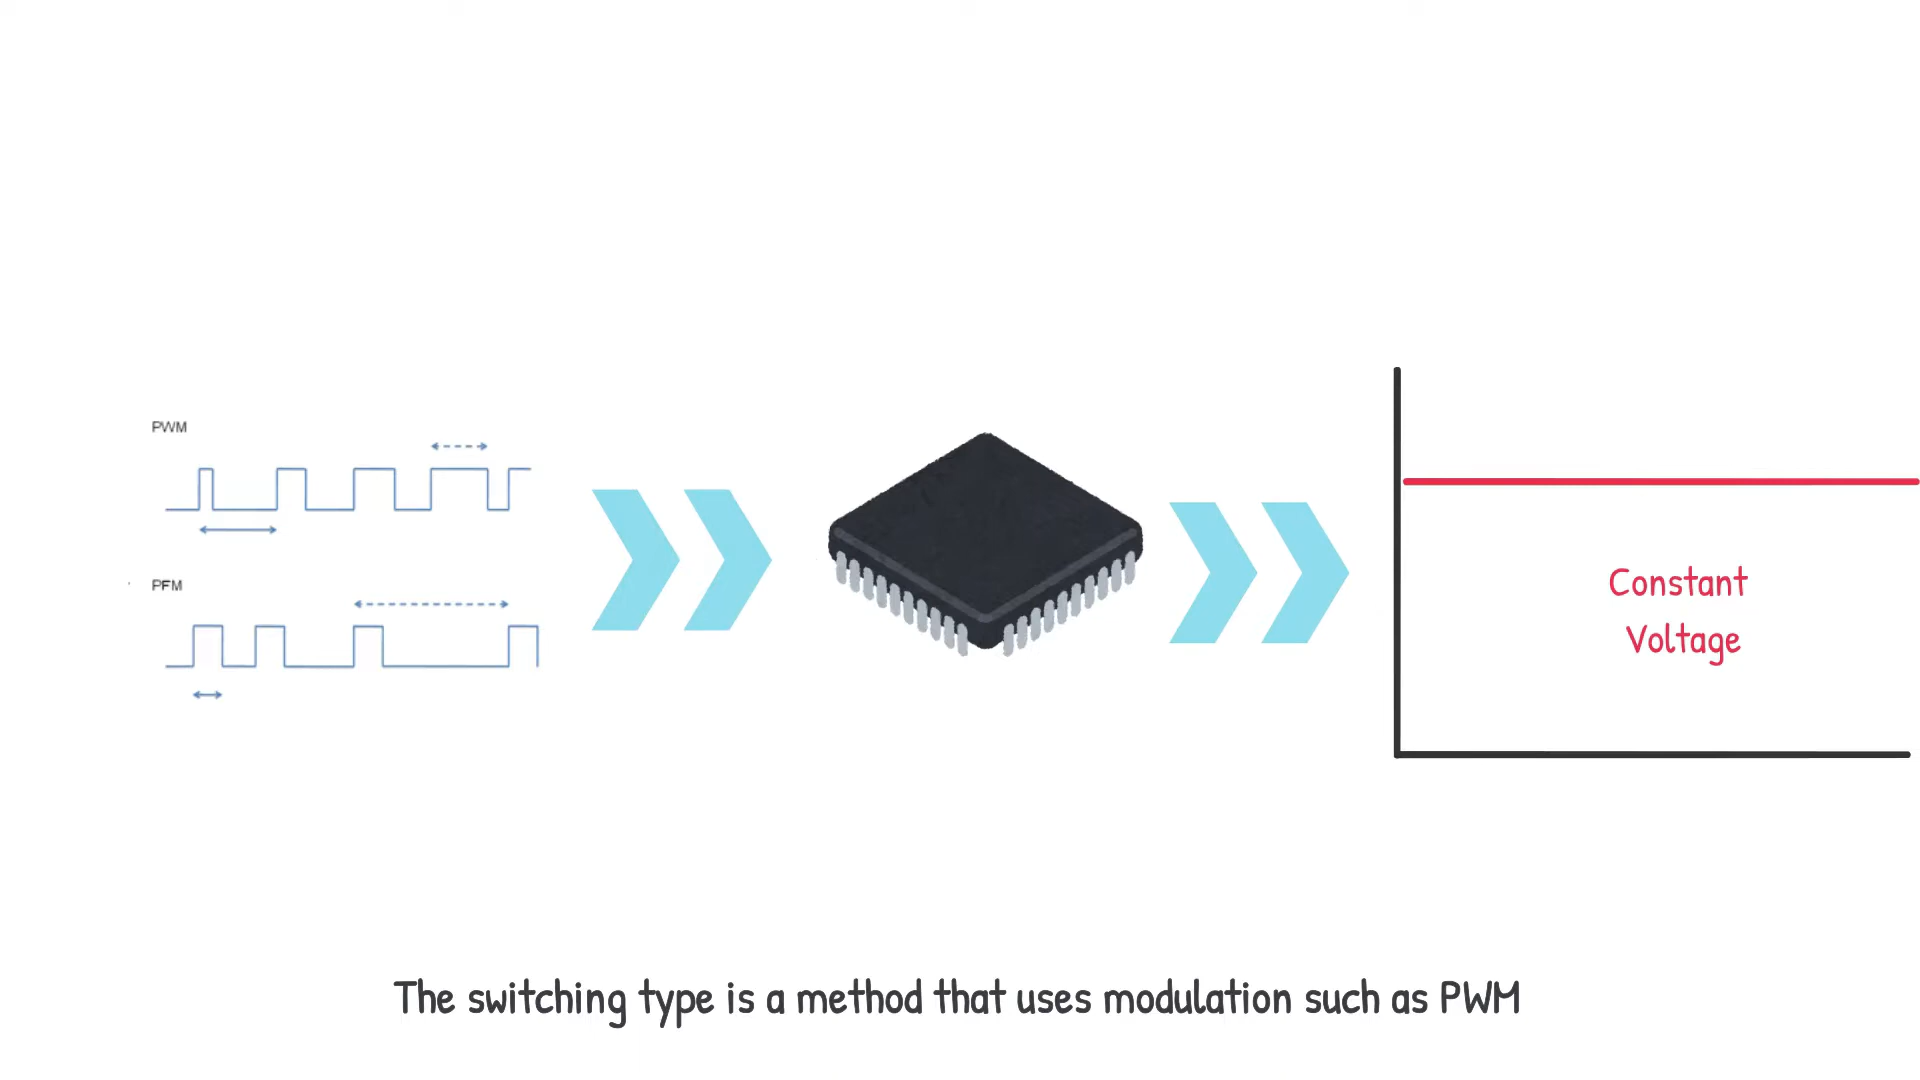 PWM
PFM
Constant
Voltage
The switching type is a method that uses modulation such as PWM